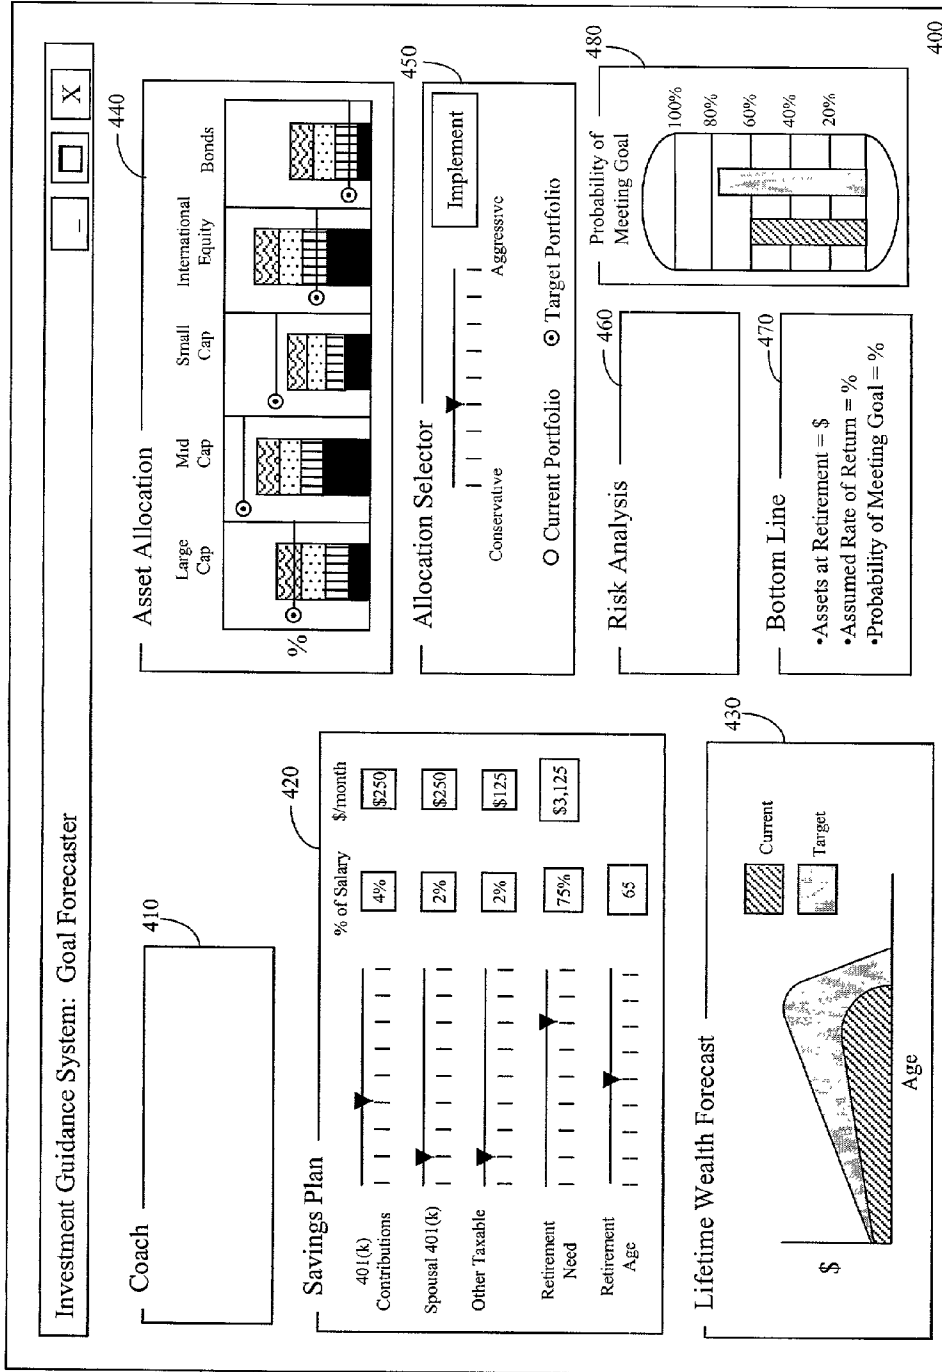 Investment Guidance System: Goal Forecaster
_ X
Coach
410
Savings Plan
420
% of Salary
$/month
401(k)
Contributions
4%
$250
Spousal 401(k)
2%
$250
Other Taxable
2%
$125
Retirement
Need
75%
$3,125
Retirement
Age
65
Lifetime Wealth Forecast
430
$
Age
Current
Target
Asset Allocation
440
%
Large
Cap
Mid
Cap
Small
Cap
International
Equity
Bonds
Allocation Selector
450
Conservative
Aggressive
Implement
Current Portfolio
Target Portfolio
Risk Analysis
460
Bottom Line
470
•Assets at Retirement = $
•Assumed Rate of Return = %
•Probability of Meeting Goal = %
Probability of
Meeting Goal
480
100%
80%
60%
40%
20%
400